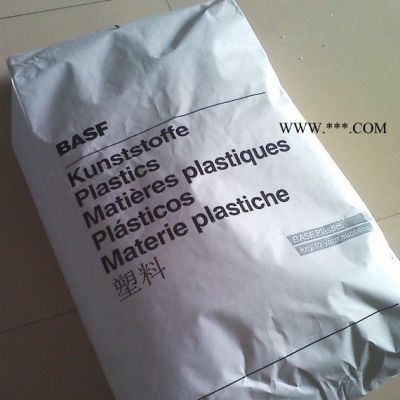 BASF
Kunststoffe
Plastics
Matières plastiques
Plásticos
Materie plastiche
塑料
BASF Plastics
key to your success
WWW.***.COM